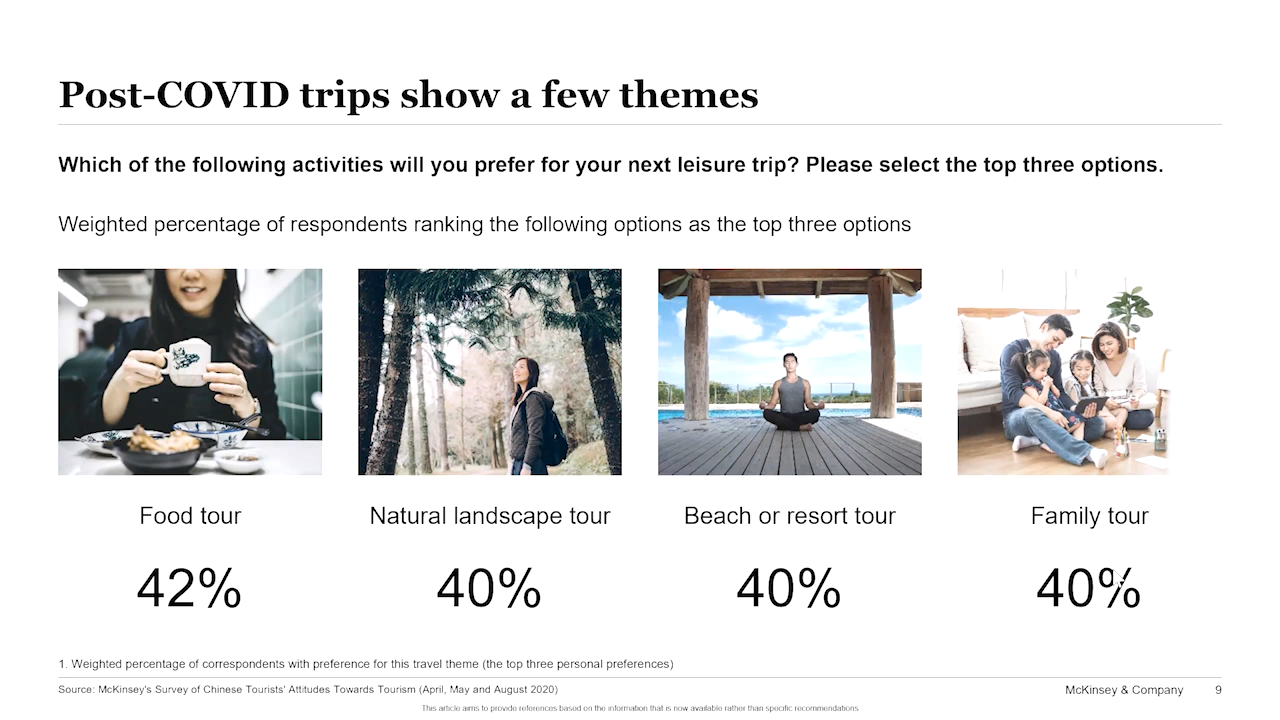 Post-COVID trips show a few themes
Which of the following activities will you prefer for your next leisure trip? Please select the top three options.
Weighted percentage of respondents ranking the following options as the top three options
Food tour
Natural landscape tour
Beach or resort tour
Family tour
42%
40%
40%
40%
1. Weighted percentage of correspondents with preference for this travel theme (the top three personal preferences)
Source: McKinsey's Survey of Chinese Tourists' Attitudes Towards Tourism (April, May and August 2020)
McKinsey & Company
9
This article aims to provide references based on the information that is now available rather than specific recommendations